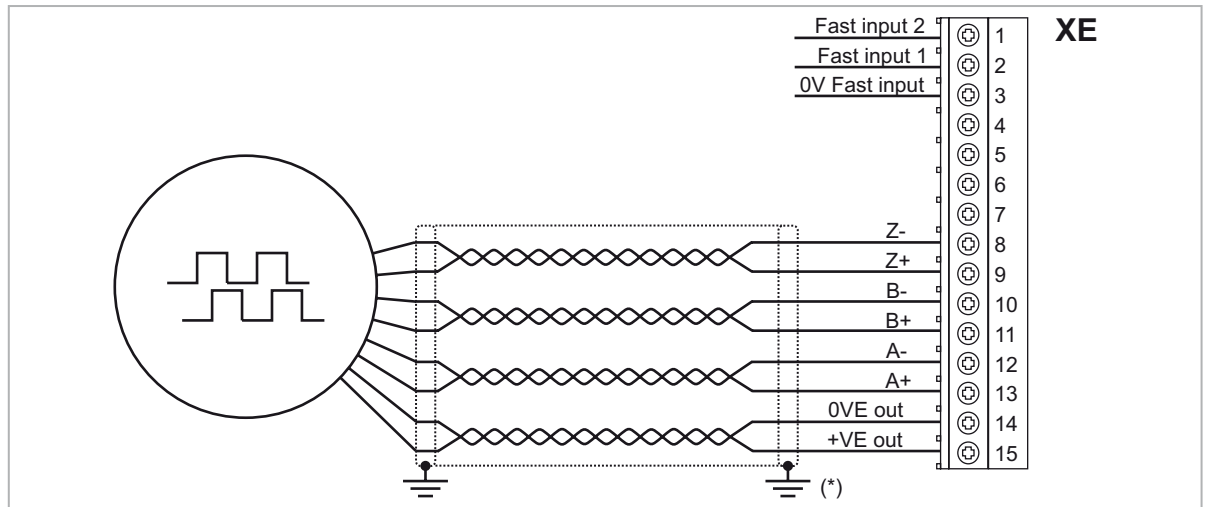 XE
Fast input 2 1
Fast input 1 2
0V Fast input 3
4
5
6
7
Z- 8
Z+ 9
B- 10
B+ 11
A- 12
A+ 13
0VE out 14
+VE out 15
(*)